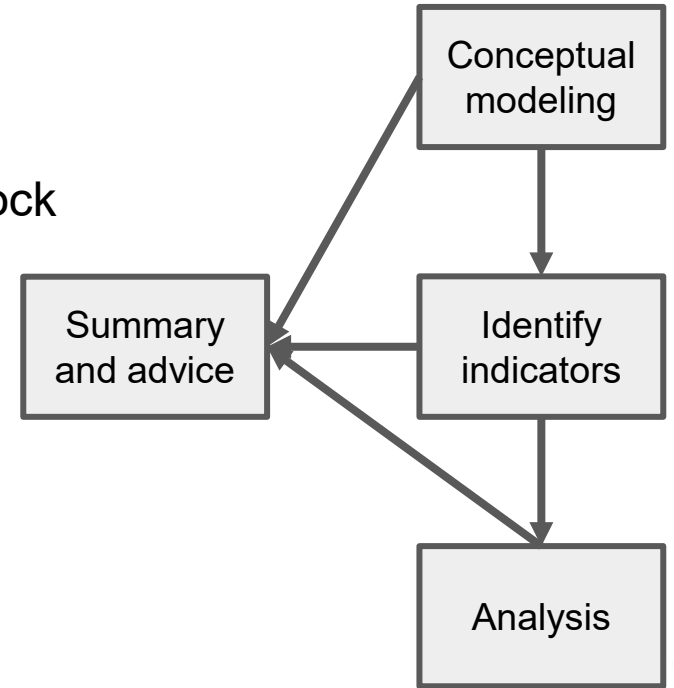 Conceptual
modeling
ock
Summary
and advice
Identify
indicators
Analysis